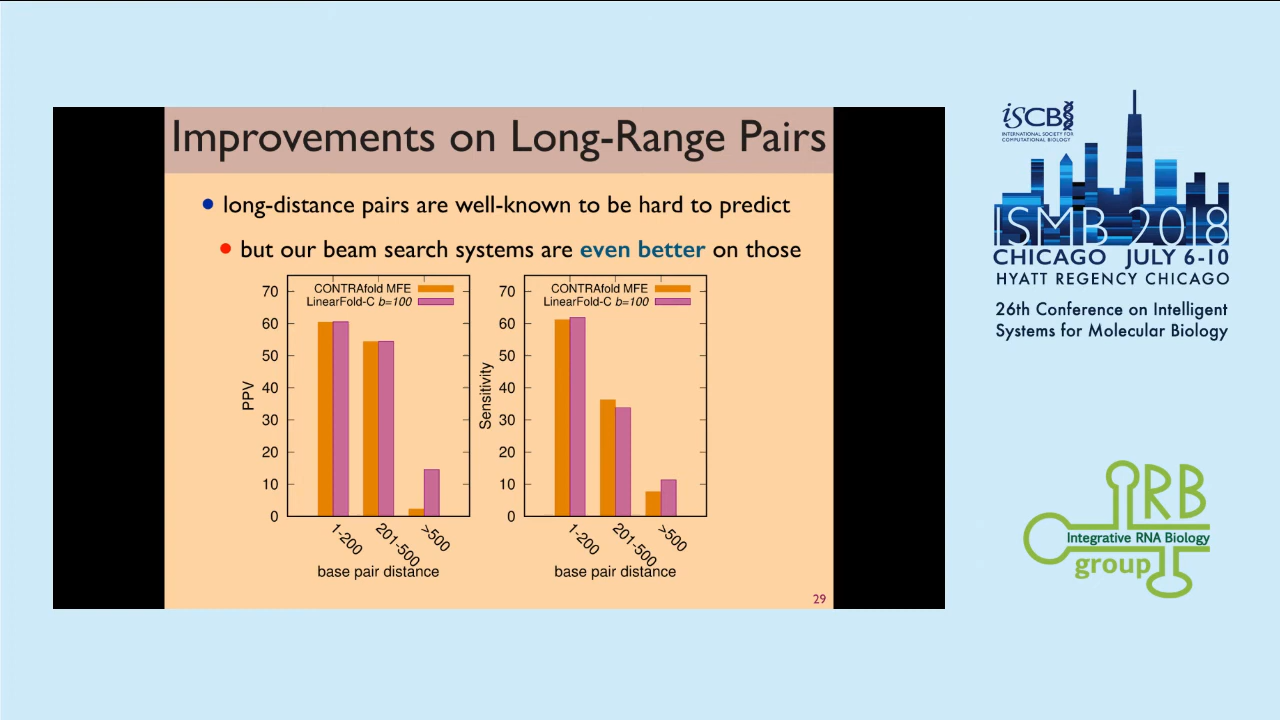 Improvements on Long-Range Pairs
• long-distance pairs are well-known to be hard to predict
• but our beam search systems are even better on those
CONTRAfold MFE
LinearFold-C b=100
70
60
50
40
30
20
10
0
PPV
1-200
201-500
>500
base pair distance
CONTRAfold MFE
LinearFold-C b=100
70
60
50
40
30
20
10
0
Sensitivity
1-200
201-500
>500
base pair distance
29
iSCB
INTERNATIONAL SOCIETY FOR
COMPUTATIONAL BIOLOGY
ISMB 2018
CHICAGO JULY 6-10
HYATT REGENCY CHICAGO
26th Conference on Intelligent
Systems for Molecular Biology
IRB
Integrative RNA Biology
group